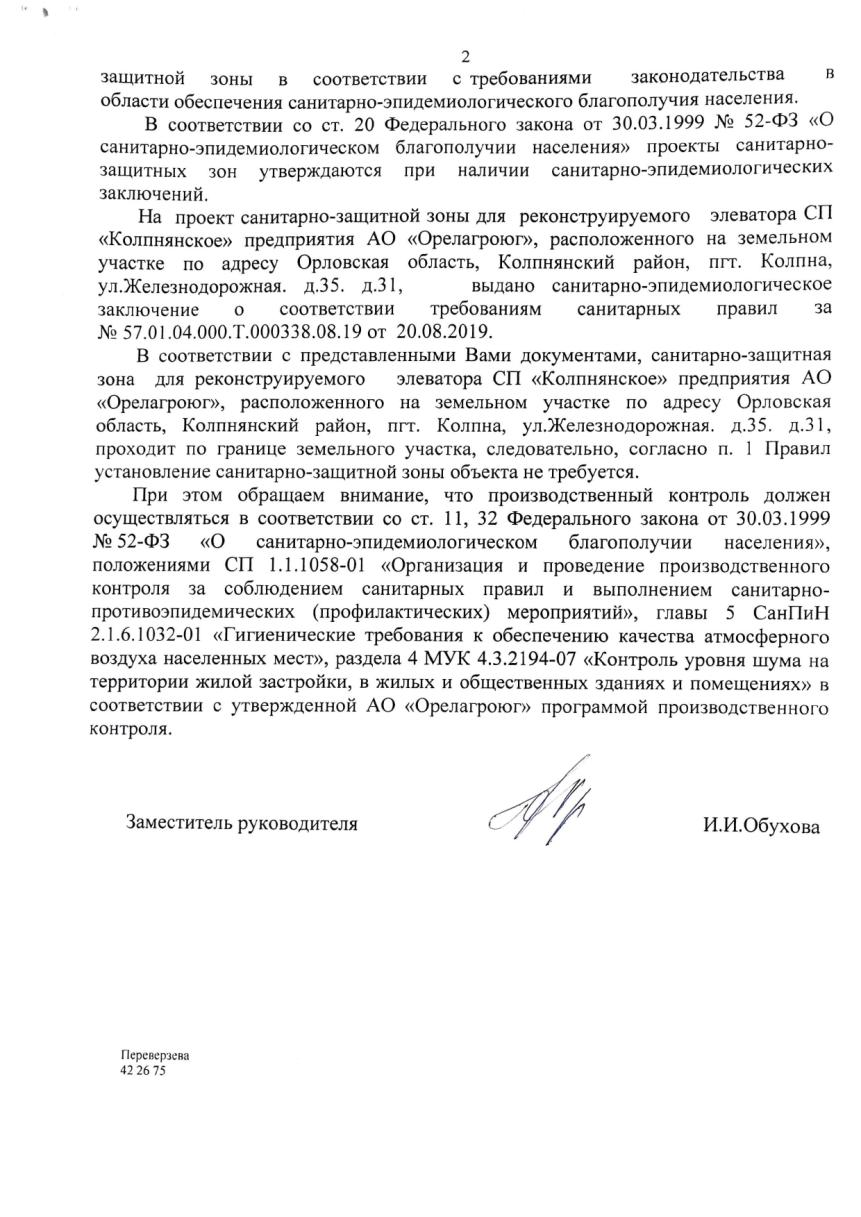 2
защитной зоны в соответствии с требованиями законодательства в
области обеспечения санитарно-эпидемиологического благополучия населения.
В соответствии со ст. 20 Федерального закона от 30.03.1999 № 52-ФЗ «О
санитарно-эпидемиологическом благополучии населения» проекты санитарно-
защитных зон утверждаются при наличии санитарно-эпидемиологических
заключений.
На проект санитарно-защитной зоны для реконструируемого элеватора СП
«Колпнянское» предприятия АО «Орелагроюг», расположенного на земельном
участке по адресу Орловская область, Колпнянский район, пгт. Колпна,
ул.Железнодорожная. д.35. д.31, выдано санитарно-эпидемиологическое
заключение о соответствии требованиям санитарных правил за
№ 57.01.04.000.Т.000338.08.19 от 20.08.2019.
В соответствии с представленными Вами документами, санитарно-защитная
зона для реконструируемого элеватора СП «Колпнянское» предприятия АО
«Орелагроюг», расположенного на земельном участке по адресу Орловская
область, Колпнянский район, пгт. Колпна, ул.Железнодорожная. д.35. д.31,
проходит по границе земельного участка, следовательно, согласно п. 1 Правил
установление санитарно-защитной зоны объекта не требуется.
При этом обращаем внимание, что производственный контроль должен
осуществляться в соответствии со ст. 11, 32 Федерального закона от 30.03.1999
№ 52-ФЗ «О санитарно-эпидемиологическом благополучии населения»,
положениями СП 1.1.1058-01 «Организация и проведение производственного
контроля за соблюдением санитарных правил и выполнением санитарно-
противоэпидемических (профилактических) мероприятий», главы 5 СанПиН
2.1.6.1032-01 «Гигиенические требования к обеспечению качества атмосферного
воздуха населенных мест», раздела 4 МУК 4.3.2194-07 «Контроль уровня шума на
территории жилой застройки, в жилых и общественных зданиях и помещениях» в
соответствии с утвержденной АО «Орелагроюг» программой производственного
контроля.
Заместитель руководителя И.И.Обухова
Переверзева
42 26 75